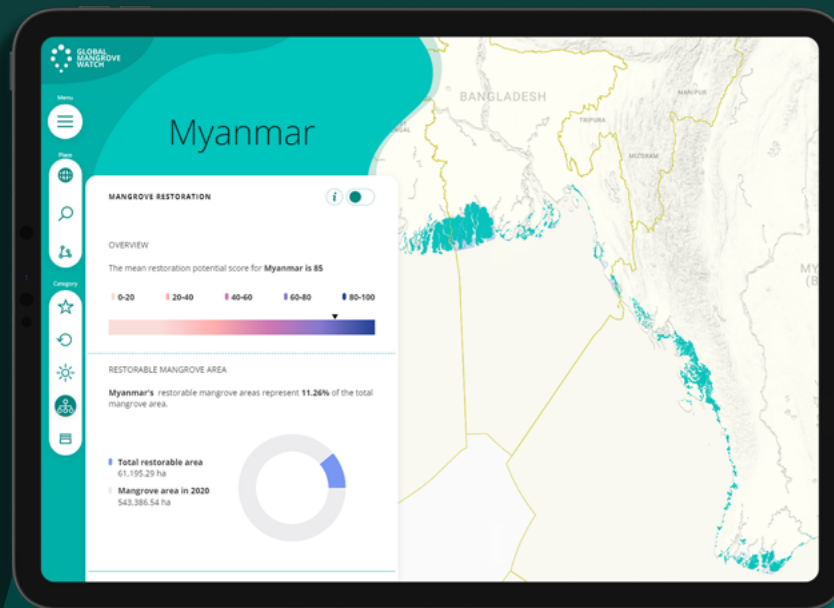 GLOBAL
MANGROVE
WATCH
Menu
Place
Category
Myanmar
MANGROVE RESTORATION
i
OVERVIEW
The mean restoration potential score for Myanmar is 85
0-20
20-40
40-60
60-80
80-100
RESTORABLE MANGROVE AREA
Myanmar's restorable mangrove areas represent 11.26% of the total
mangrove area.
Total restorable area
61,195.29 ha
Mangrove area in 2020
543,386.54 ha
BANGLADESH
TRIPURA
MANIPUR
MIZORAM
GAL
MY
(B